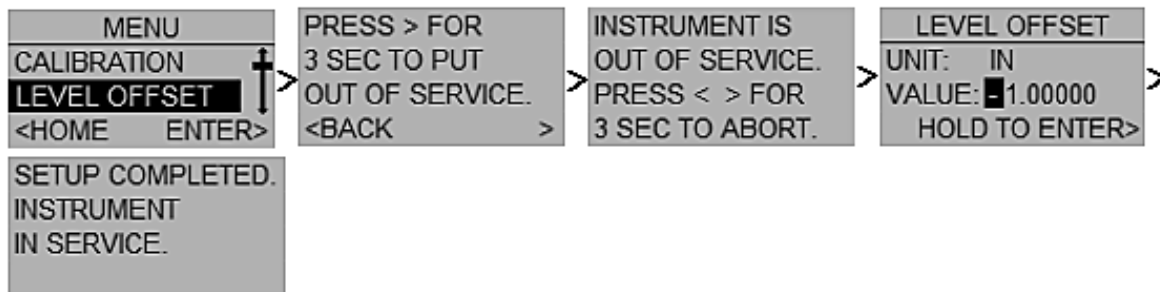 MENU
CALIBRATION
LEVEL OFFSET
<HOME ENTER>
>
PRESS > FOR
3 SEC TO PUT
OUT OF SERVICE.
<BACK >
>
INSTRUMENT IS
OUT OF SERVICE.
PRESS < > FOR
3 SEC TO ABORT.
>
LEVEL OFFSET
UNIT: IN
VALUE: -1.00000
HOLD TO ENTER>
>
SETUP COMPLETED.
INSTRUMENT
IN SERVICE.